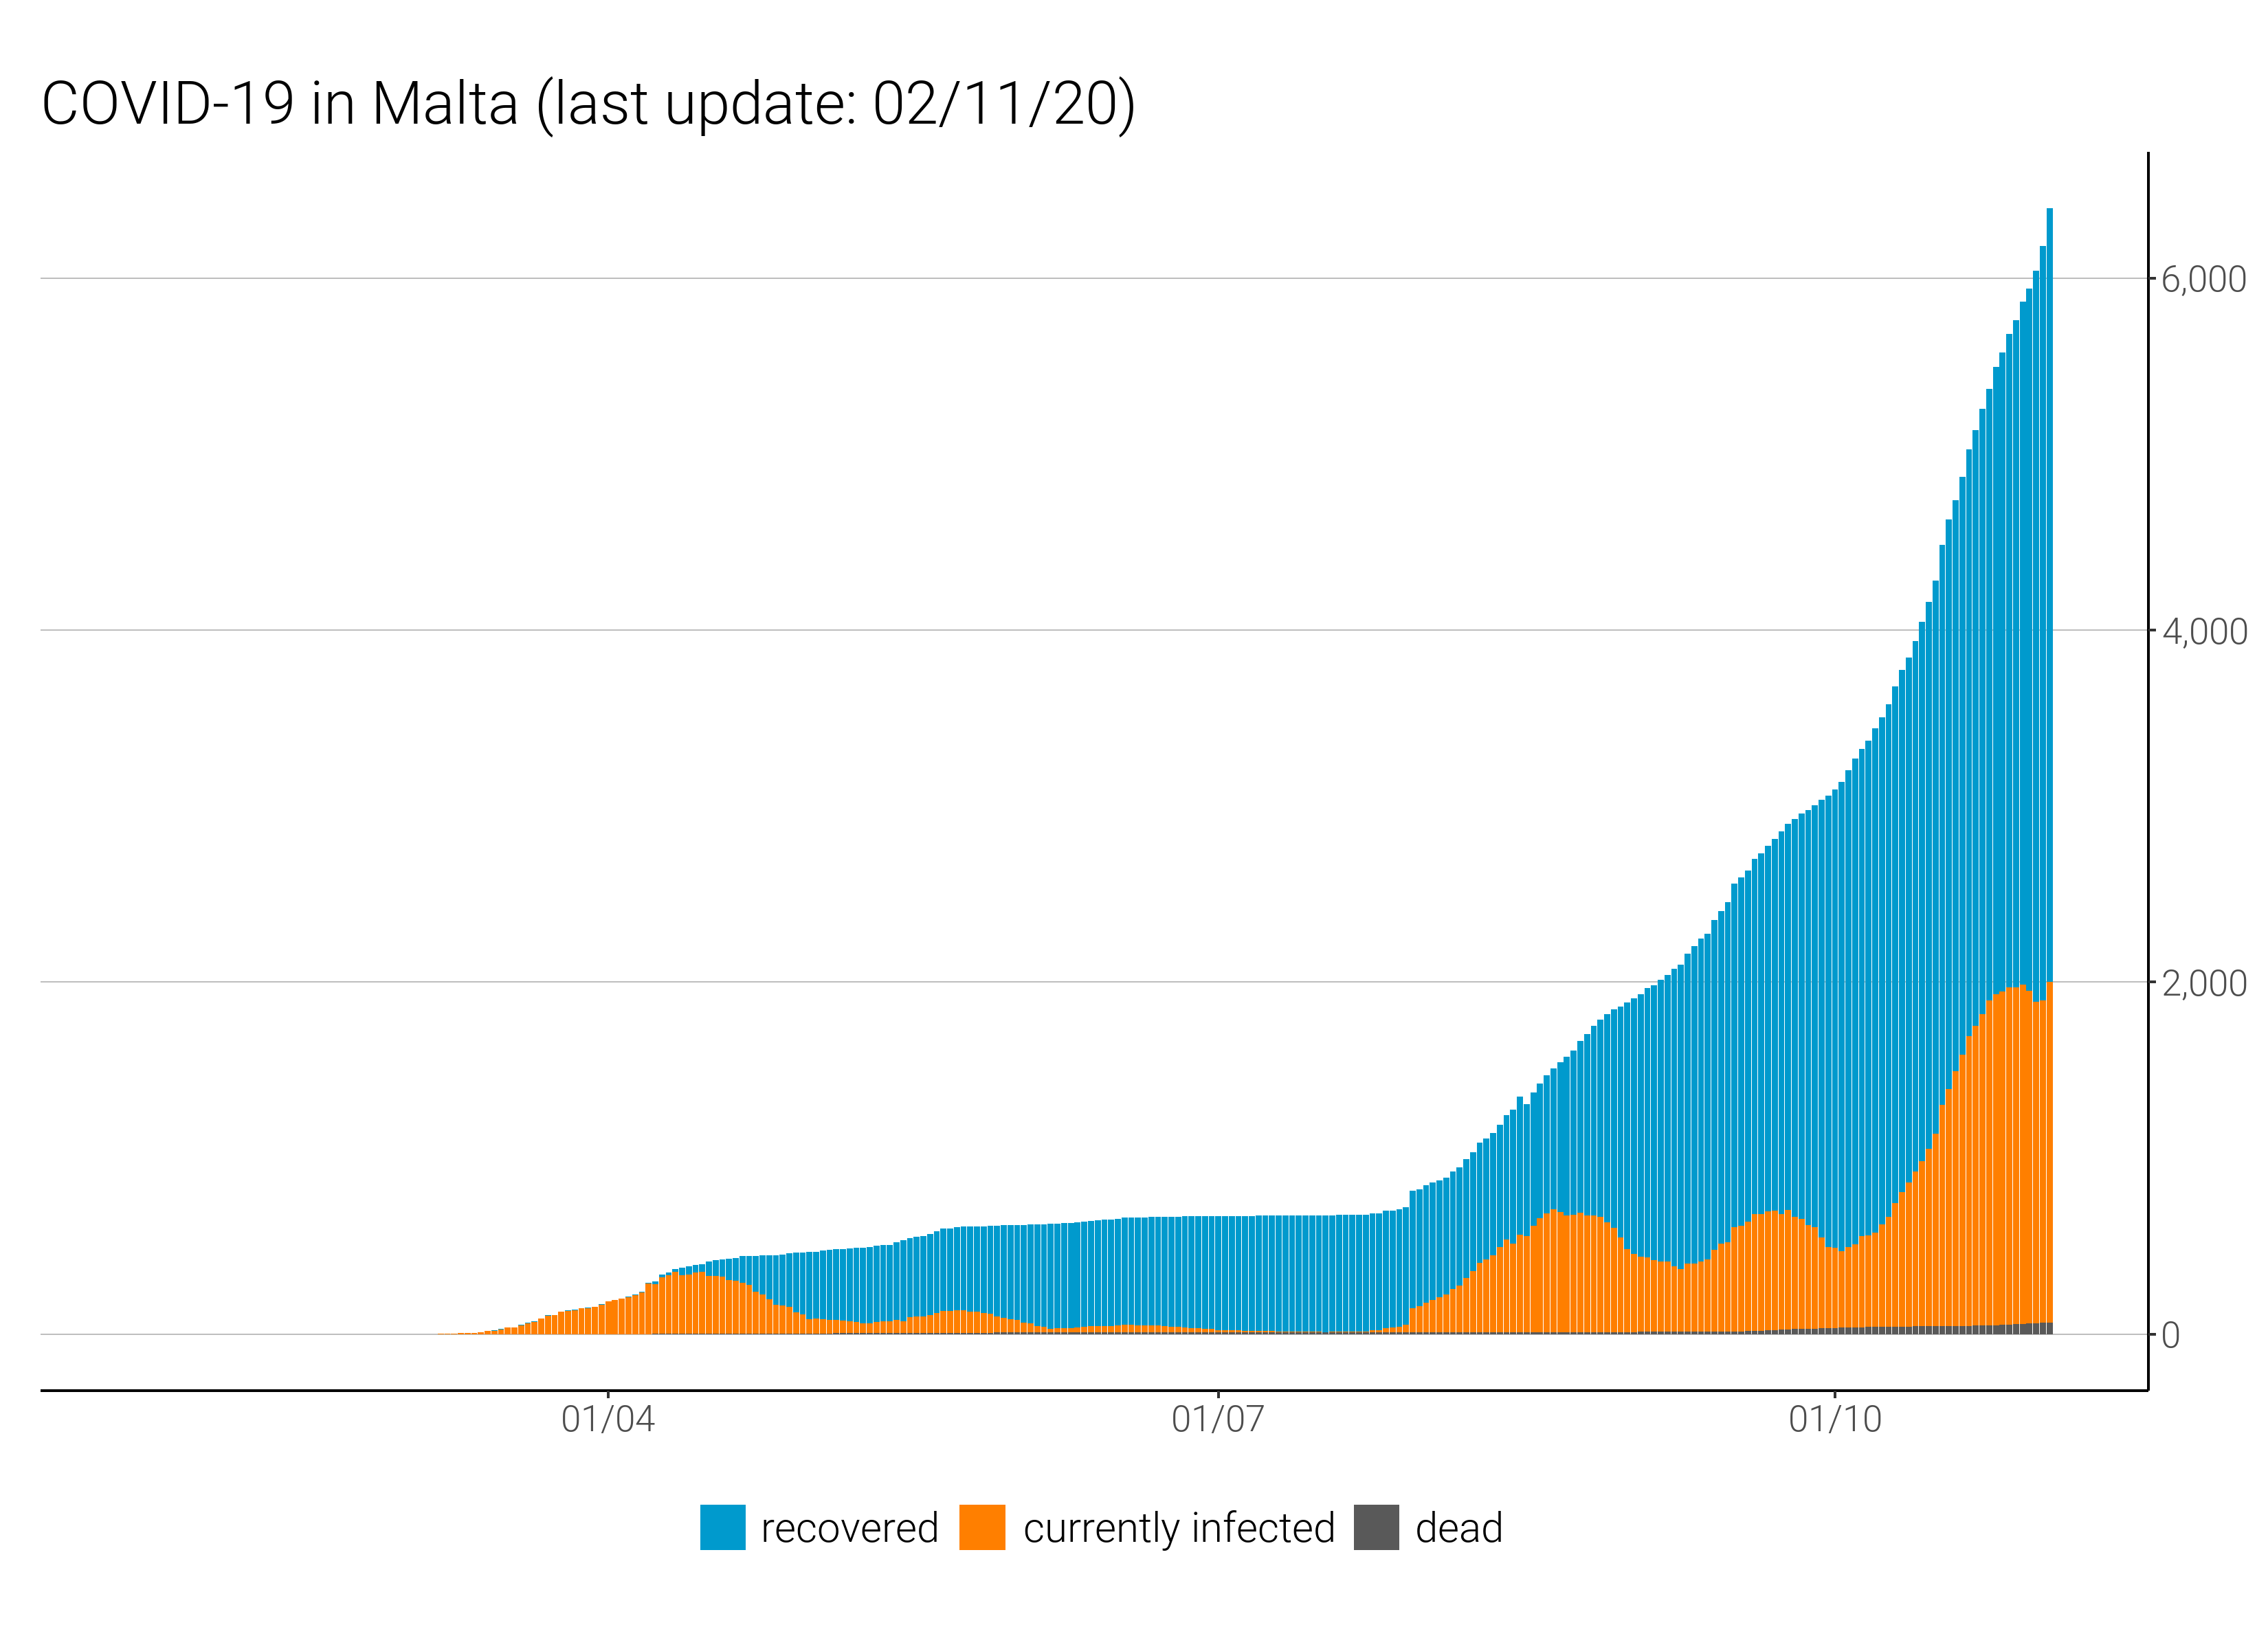 COVID-19 in Malta (last update: 02/11/20)
6,000
4,000
2,000
0
01/04 01/07 01/10
recovered currently infected dead